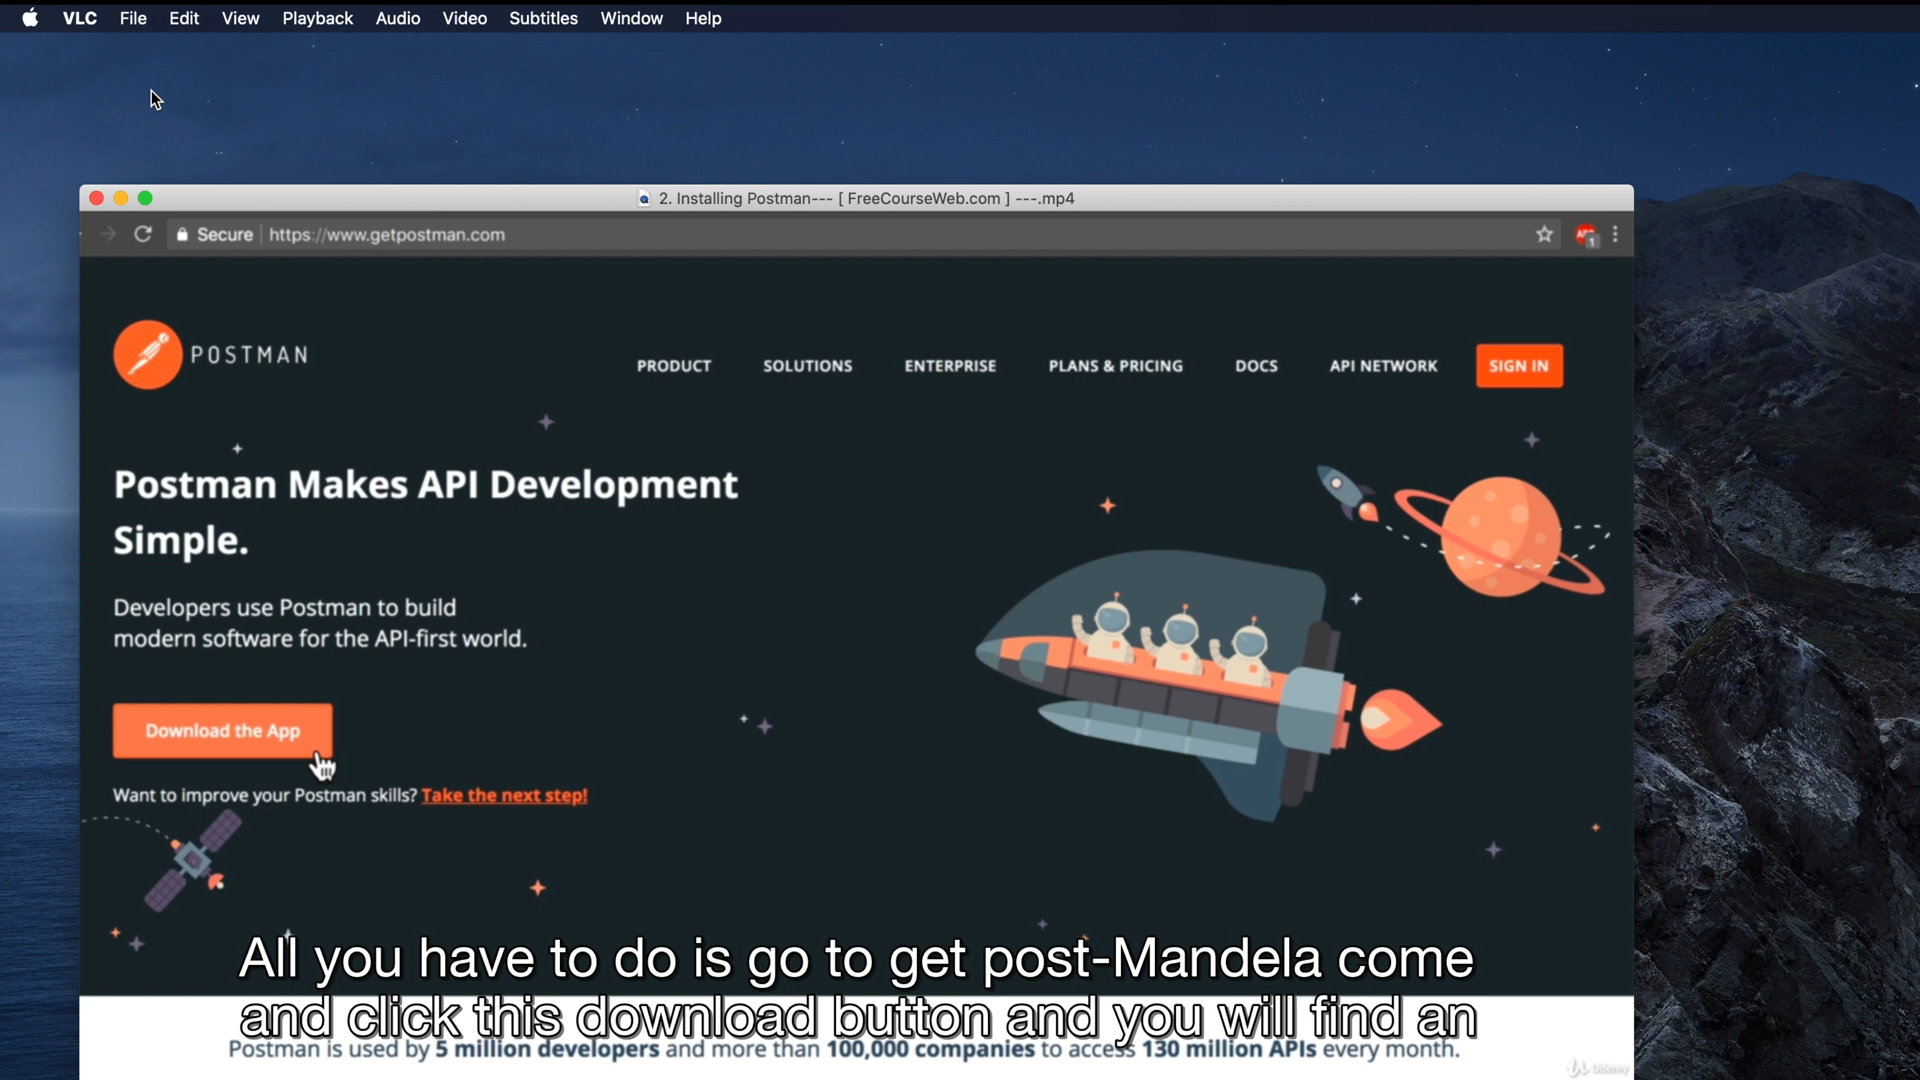 VLC File Edit View Playback Audio Video Subtitles Window Help
2. Installing Postman--- [ FreeCourseWeb.com ] ---.mp4
Secure https://www.getpostman.com
1
POSTMAN
PRODUCT SOLUTIONS ENTERPRISE PLANS & PRICING DOCS API NETWORK SIGN IN
Postman Makes API Development
Simple.
Developers use Postman to build
modern software for the API-first world.
Download the App
Want to improve your Postman skills? Take the next step!
All you have to do is go to get post-Mandela come
and click this download button and you will find an
Postman is used by 5 million developers and more than 100,000 companies to access 130 million APIs every month.
Udemy